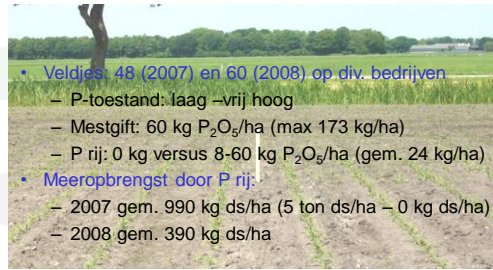 • Veldjes: 48 (2007) en 60 (2008) op div. bedrijven
– P-toestand: laag –vrij hoog
– Mestgift: 60 kg P₂O₅/ha (max 173 kg/ha)
– P rij: 0 kg versus 8-60 kg P₂O₅/ha (gem. 24 kg/ha)
• Meeropbrengst door P rij:
– 2007 gem. 990 kg ds/ha (5 ton ds/ha – 0 kg ds/ha)
– 2008 gem. 390 kg ds/ha